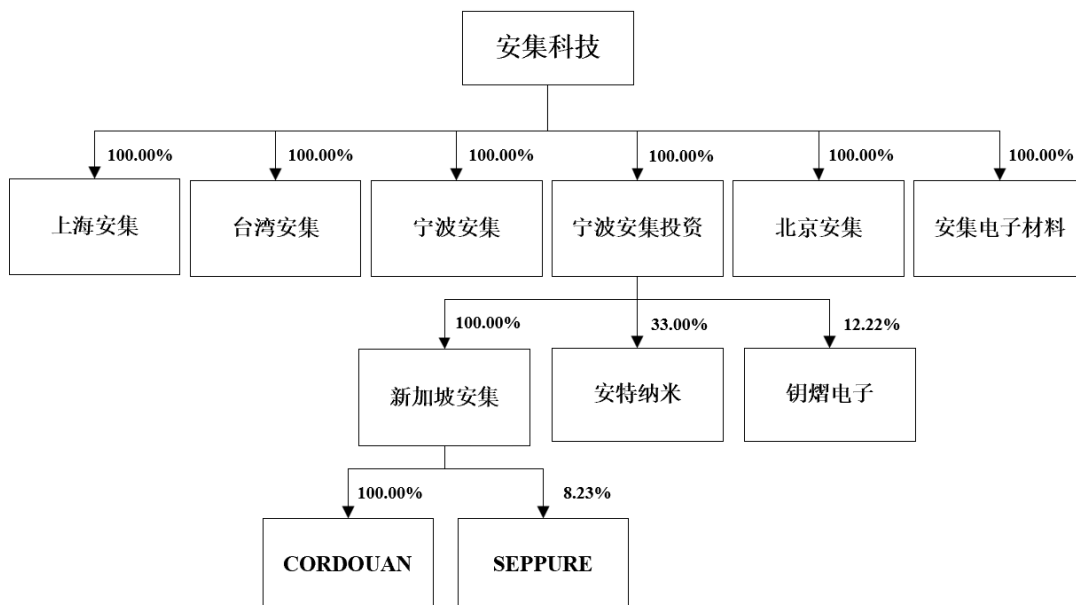 安集科技
100.00%
100.00%
100.00%
100.00%
100.00%
100.00%
上海安集
台湾安集
宁波安集
宁波安集投资
北京安集
安集电子材料
100.00%
33.00%
12.22%
新加坡安集
安特纳米
钥熠电子
100.00%
8.23%
CORDOUAN
SEPPURE